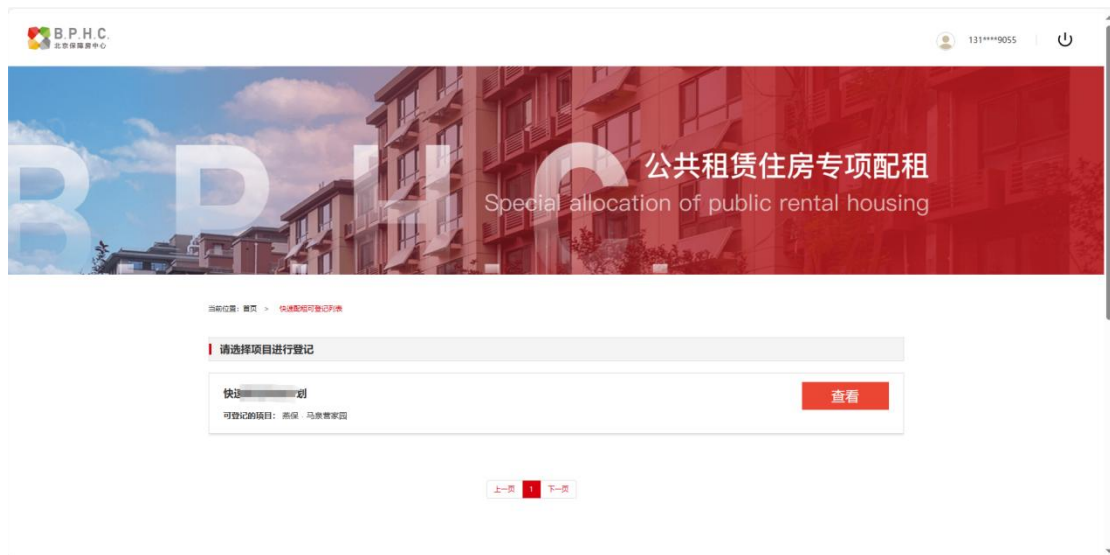 B.P.H.C.
北京保障房中心
131****9055
B P H C
公共租赁住房专项配租
Special allocation of public rental housing
当前位置：首页 > 快速配租可登记列表
请选择项目进行登记
快速 划
查看
可登记的项目： 燕保·马泉营家园
上一页 1 下一页